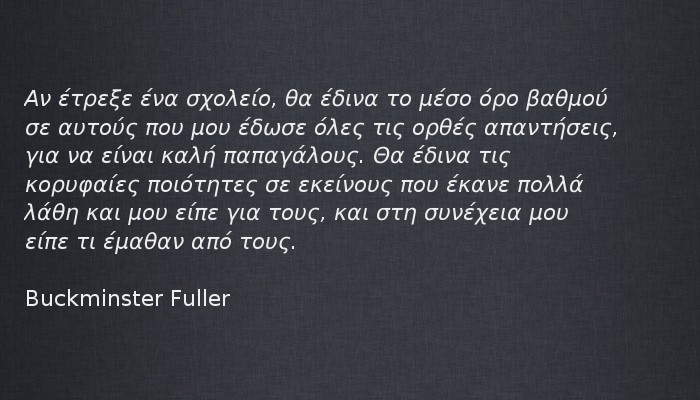 Αν έτρεξε ένα σχολείο, θα έδινα το μέσο όρο βαθμού
σε αυτούς που μου έδωσε όλες τις ορθές απαντήσεις,
για να είναι καλή παπαγάλους. Θα έδινα τις
κορυφαίες ποιότητες σε εκείνους που έκανε πολλά
λάθη και μου είπε για τους, και στη συνέχεια μου
είπε τι έμαθαν από τους.
Buckminster Fuller